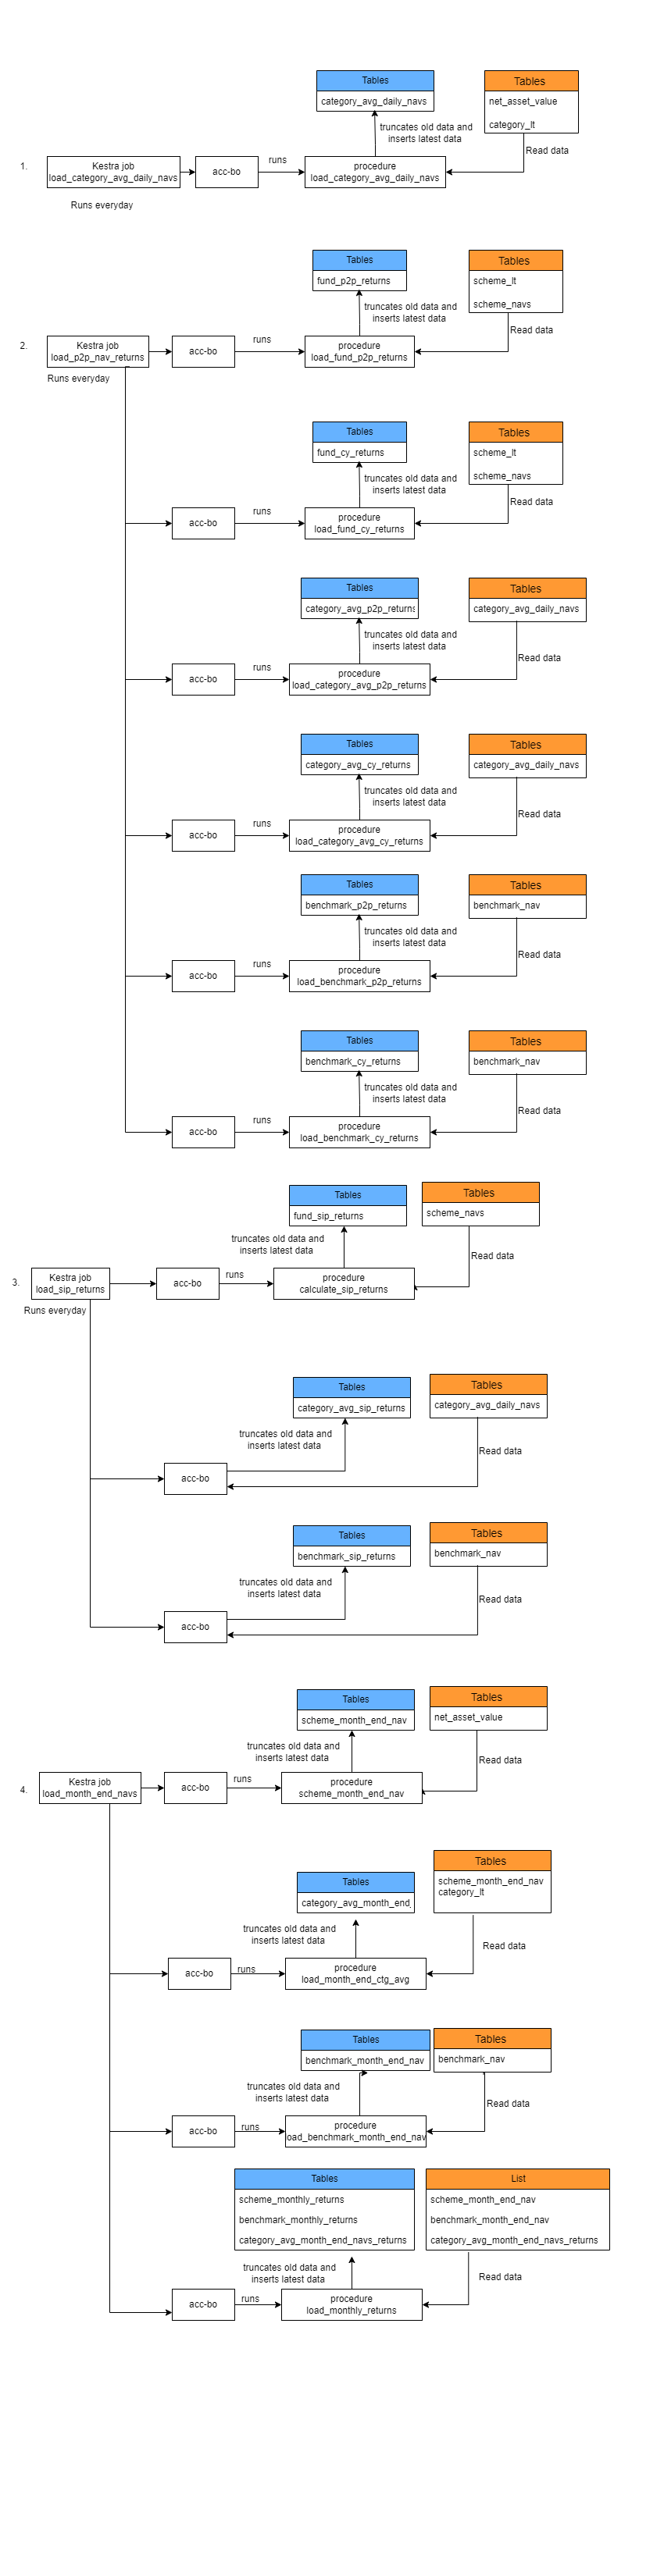 Tables
category_avg_daily_navs
Tables
net_asset_value
category_lt
truncates old data and
inserts latest data
Read data
1.
Kestra job
load_category_avg_daily_navs
acc-bo
runs
procedure
load_category_avg_daily_navs
Runs everyday
Tables
fund_p2p_returns
Tables
scheme_lt
scheme_navs
truncates old data and
inserts latest data
Read data
2.
Kestra job
load_p2p_nav_returns
acc-bo
runs
procedure
load_fund_p2p_returns
Runs everyday
Tables
fund_cy_returns
Tables
scheme_lt
scheme_navs
truncates old data and
inserts latest data
Read data
acc-bo
runs
procedure
load_fund_cy_returns
Tables
category_avg_p2p_returns
Tables
category_avg_daily_navs
truncates old data and
inserts latest data
Read data
acc-bo
runs
procedure
load_category_avg_p2p_returns
Tables
category_avg_cy_returns
Tables
category_avg_daily_navs
truncates old data and
inserts latest data
Read data
acc-bo
runs
procedure
load_category_avg_cy_returns
Tables
benchmark_p2p_returns
Tables
benchmark_nav
truncates old data and
inserts latest data
Read data
acc-bo
runs
procedure
load_benchmark_p2p_returns
Tables
benchmark_cy_returns
Tables
benchmark_nav
truncates old data and
inserts latest data
Read data
acc-bo
runs
procedure
load_benchmark_cy_returns
Tables
fund_sip_returns
Tables
scheme_navs
truncates old data and
inserts latest data
Read data
3.
Kestra job
load_sip_returns
acc-bo
runs
procedure
calculate_sip_returns
Runs everyday
Tables
category_avg_sip_returns
Tables
category_avg_daily_navs
truncates old data and
inserts latest data
Read data
acc-bo
Tables
benchmark_sip_returns
Tables
benchmark_nav
truncates old data and
inserts latest data
Read data
acc-bo
Tables
scheme_month_end_nav
Tables
net_asset_value
truncates old data and
inserts latest data
Read data
4.
Kestra job
load_month_end_navs
acc-bo
runs
procedure
scheme_month_end_nav
Tables
category_avg_month_end_
Tables
scheme_month_end_nav
category_lt
truncates old data and
inserts latest data
Read data
acc-bo
runs
procedure
load_month_end_ctg_avg
Tables
benchmark_month_end_nav
Tables
benchmark_nav
truncates old data and
inserts latest data
Read data
acc-bo
runs
procedure
oad_benchmark_month_end_nav
Tables
scheme_monthly_returns
benchmark_monthly_returns
category_avg_month_end_navs_returns
List
scheme_month_end_nav
benchmark_month_end_nav
category_avg_month_end_navs_returns
truncates old data and
inserts latest data
Read data
acc-bo
runs
procedure
load_monthly_returns